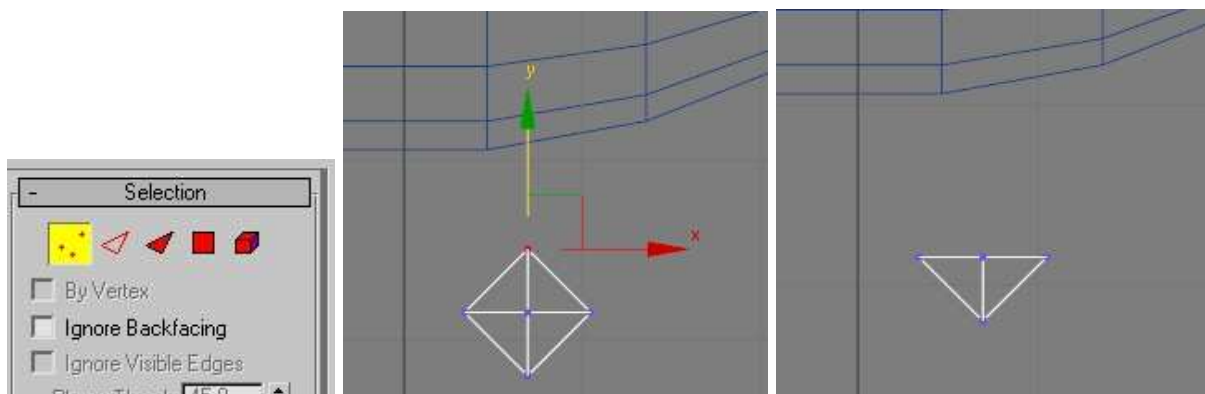 - Selection
By Vertex
Ignore Backfacing
Ignore Visible Edges
y
x